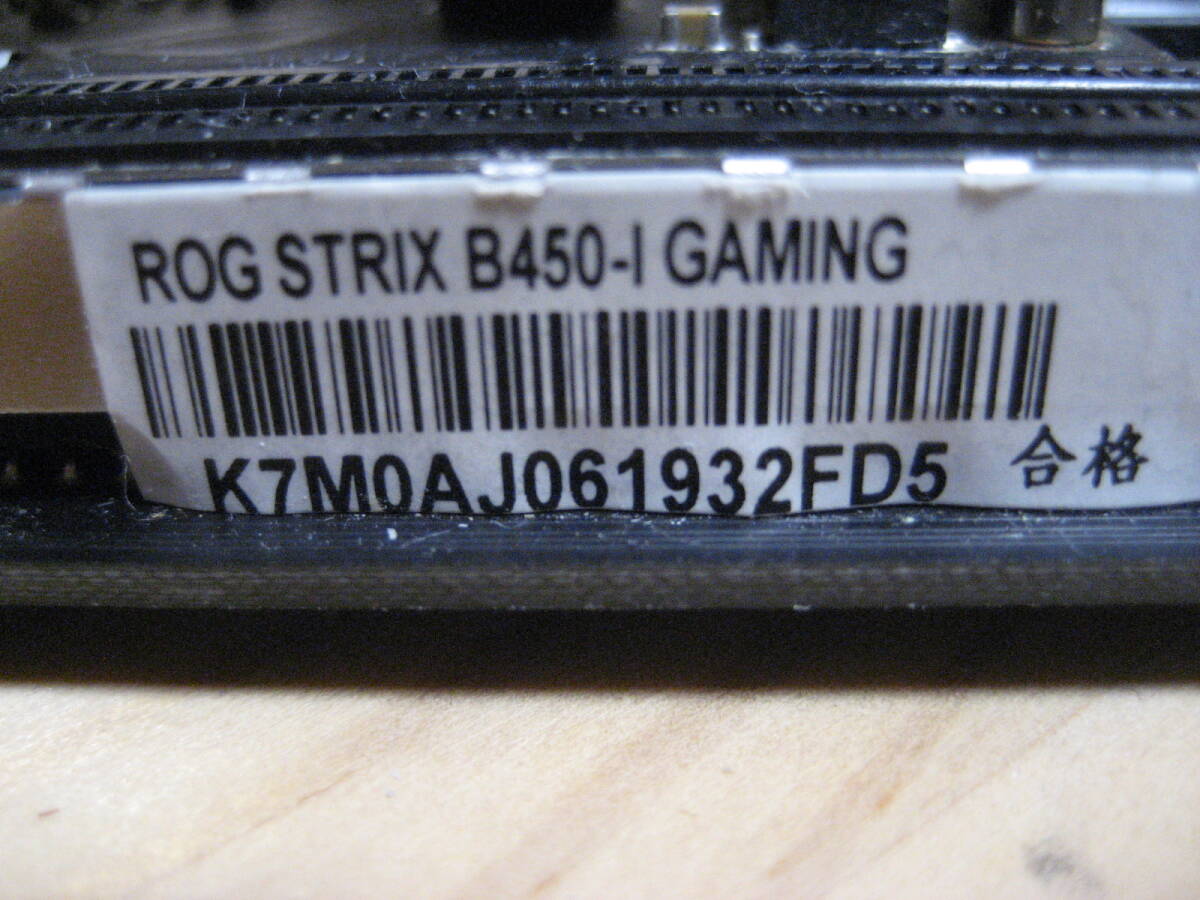 ROG STRIX B450-I GAMING
K7M0AJ061932FD5 合格